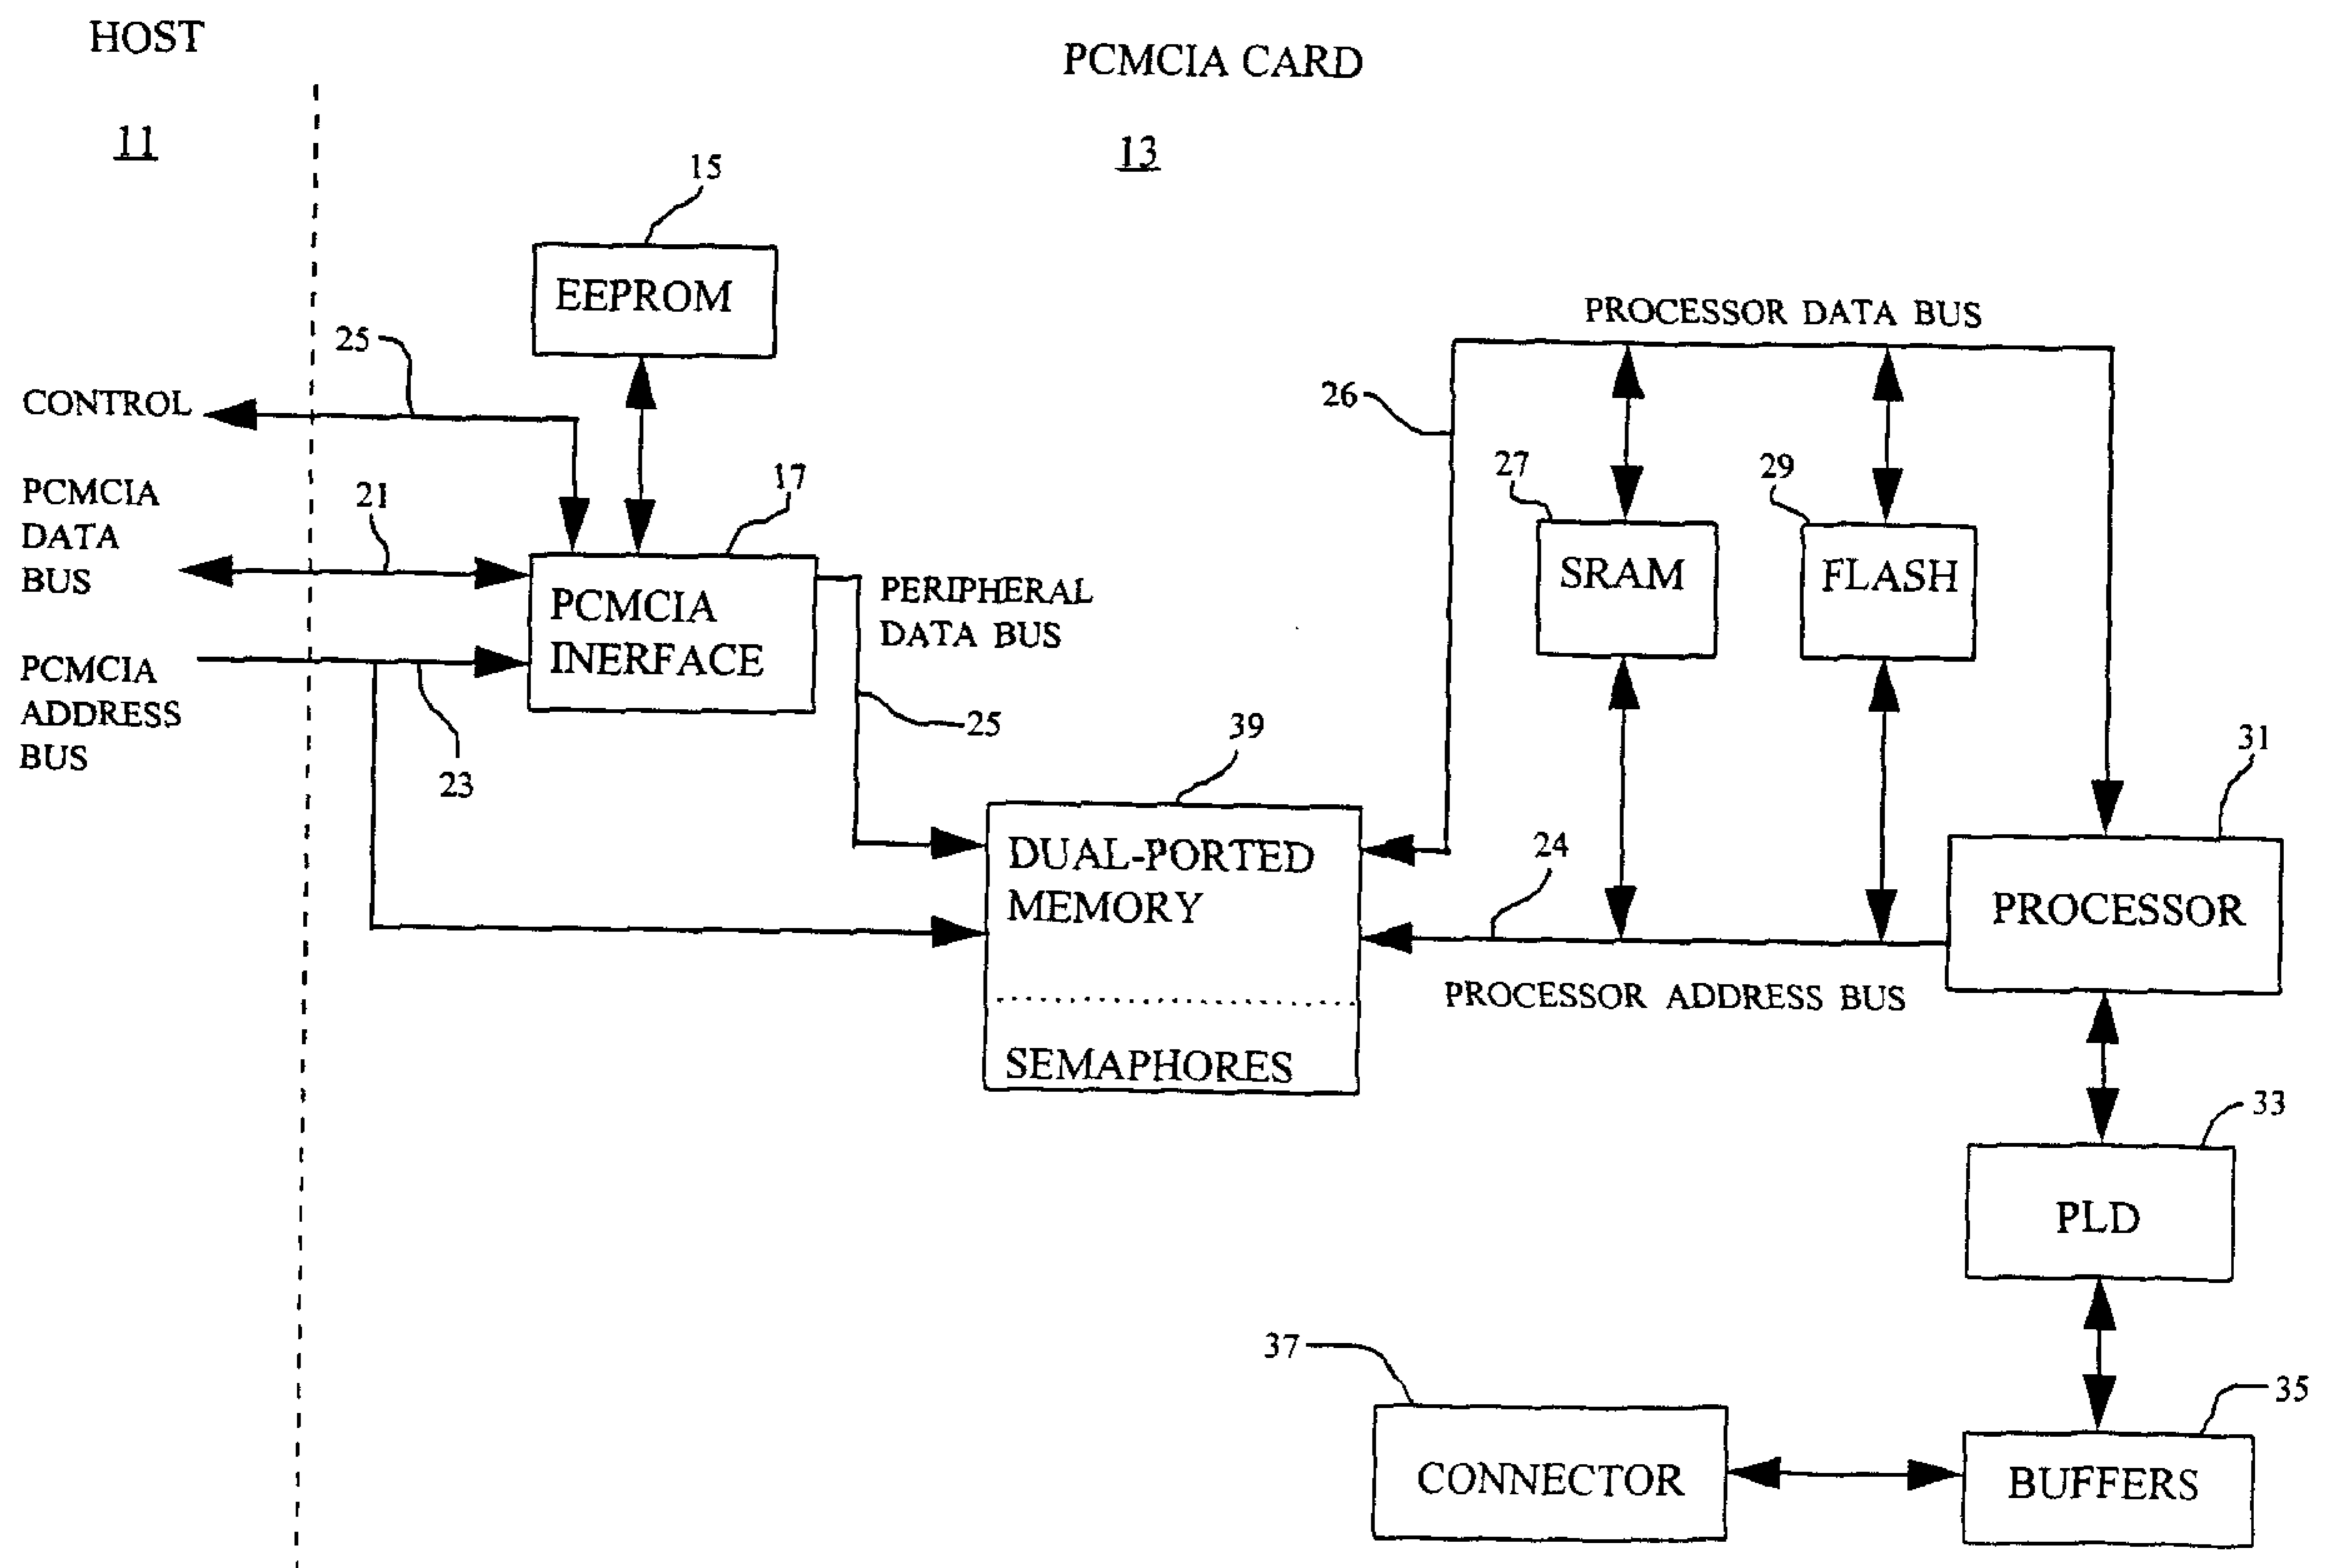 HOST
11
PCMCIA CARD
13
15
EEPROM
25
CONTROL
PCMCIA
DATA
BUS
21
17
PCMCIA
INERFACE
PCMCIA
ADDRESS
BUS
23
PERIPHERAL
DATA BUS
25
39
DUAL-PORTED
MEMORY
SEMAPHORES
PROCESSOR DATA BUS
26
27
SRAM
29
FLASH
24
PROCESSOR ADDRESS BUS
31
PROCESSOR
33
PLD
35
BUFFERS
37
CONNECTOR